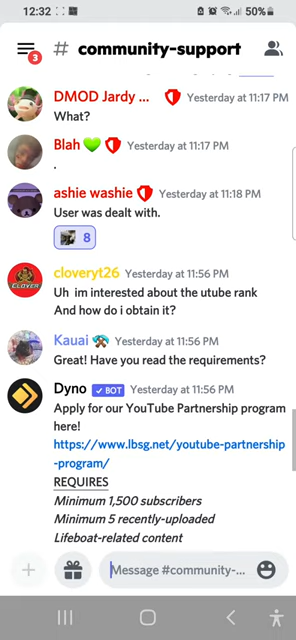 12:32
50%
3
# community-support
DMOD Jardy ... Yesterday at 11:17 PM
What?
Blah Yesterday at 11:17 PM
.
ashie washie Yesterday at 11:18 PM
User was dealt with.
8
CLOVER
cloveryt26 Yesterday at 11:56 PM
Uh im interested about the utube rank
And how do i obtain it?
Kauai Yesterday at 11:56 PM
Great! Have you read the requirements?
Dyno ✔ BOT Yesterday at 11:56 PM
Apply for our YouTube Partnership program
here!
https://www.lbsg.net/youtube-partnership
-program/
REQUIRES
Minimum 1,500 subscribers
Minimum 5 recently-uploaded
Lifeboat-related content
Message #community-...